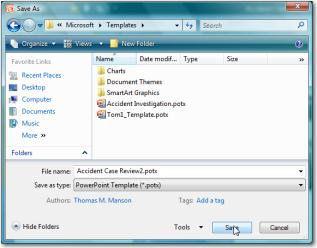 Save As
« Microsoft ▸ Templates ▸ Search
Organize Views New Folder
Favorite Links
Recent Places
Desktop
Computer
Documents
Music
More »
Folders
Name Date modif... Type Size »
Charts
Document Themes
SmartArt Graphics
Accident Investigation.potx
Tom1_Template.potx
File name: Accident Case Review2.potx
Save as type: PowerPoint Template (*.potx)
Authors: Thomas M. Manson Tags: Add a tag
Hide Folders Tools Save Cancel